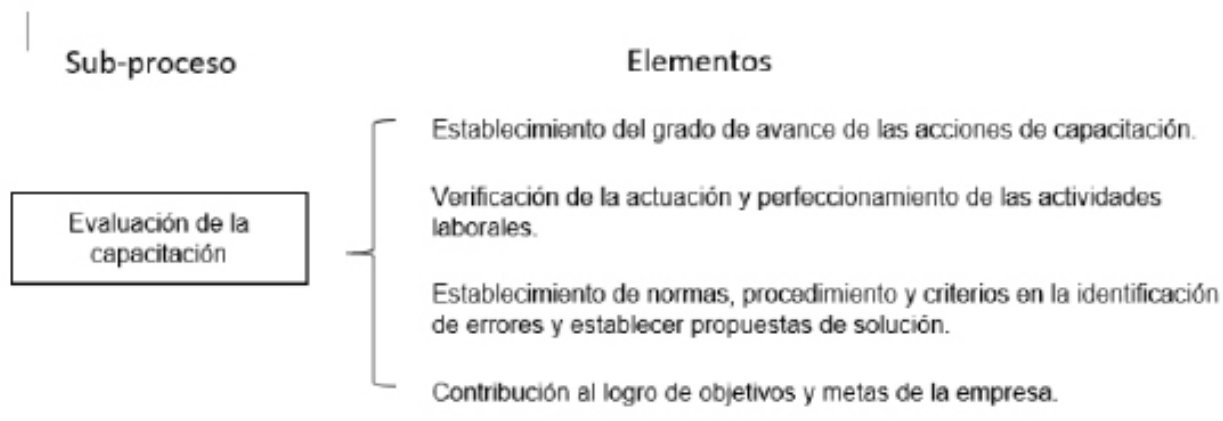 Sub-proceso
Elementos
Evaluación de la
capacitación
Establecimiento del grado de avance de las acciones de capacitación.
Verificación de la actuación y perfeccionamiento de las actividades
laborales.
Establecimiento de normas, procedimiento y criterios en la identificación
de errores y establecer propuestas de solución.
Contribución al logro de objetivos y metas de la empresa.